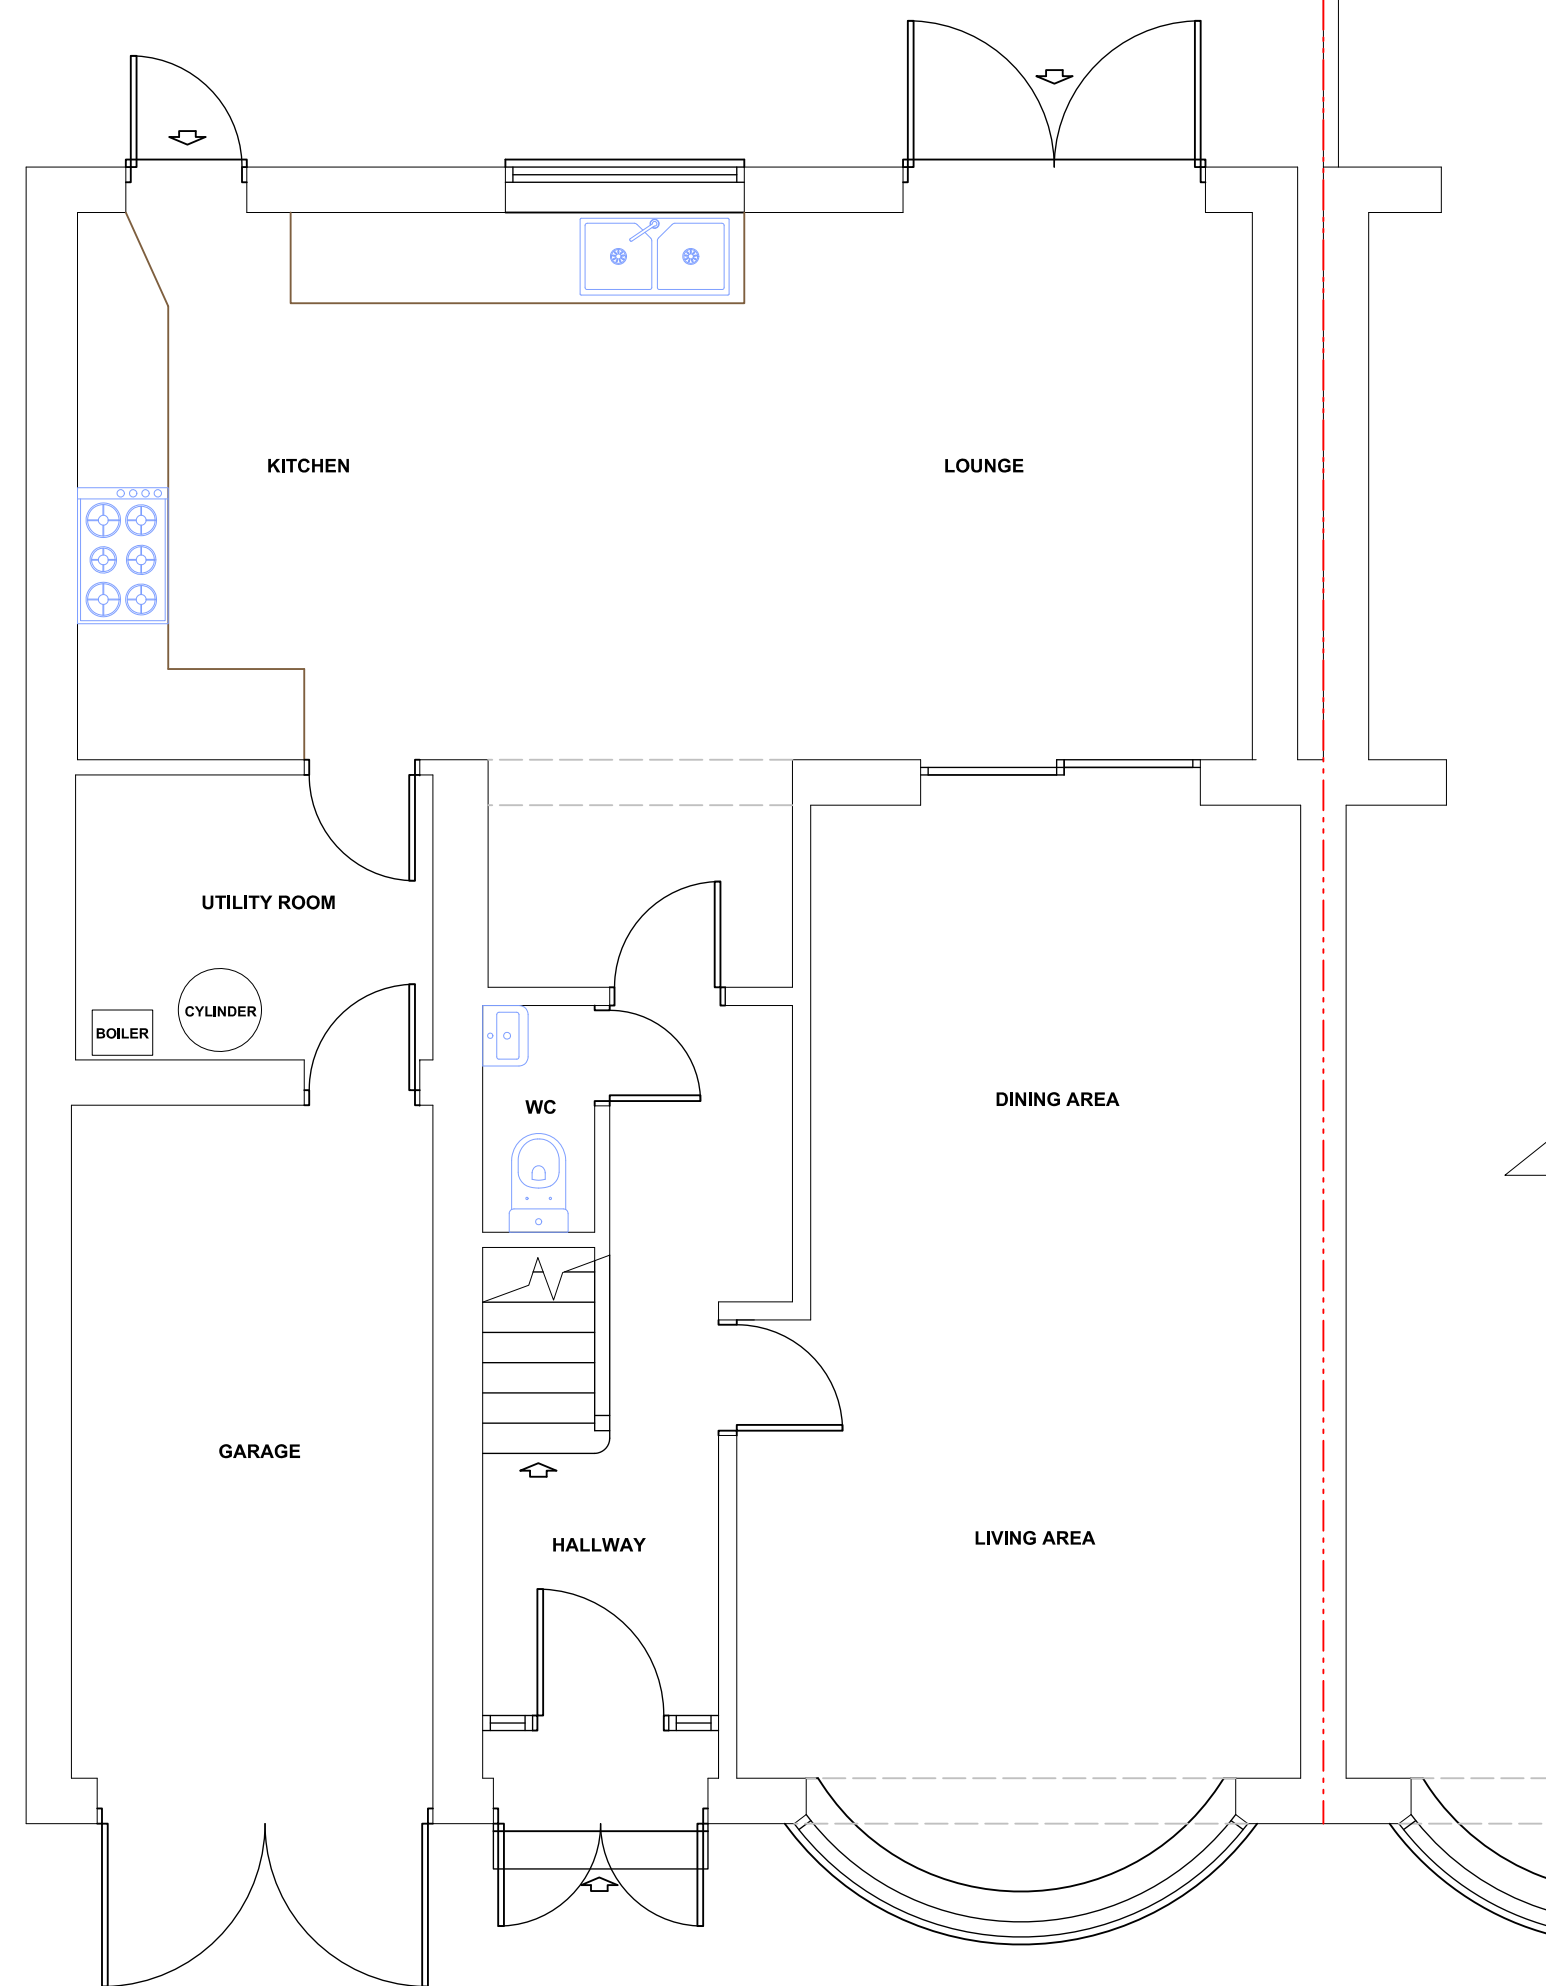 KITCHEN
LOUNGE
UTILITY ROOM
CYLINDER
BOILER
WC
DINING AREA
GARAGE
HALLWAY
LIVING AREA